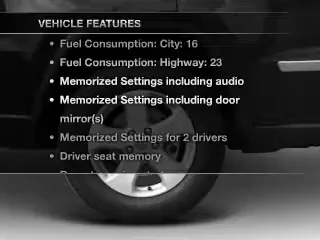 VEHICLE FEATURES
• Fuel Consumption: City: 16
• Fuel Consumption: Highway: 23
• Memorized Settings including audio
• Memorized Settings including door
mirror(s)
• Memorized Settings for 2 drivers
• Driver seat memory